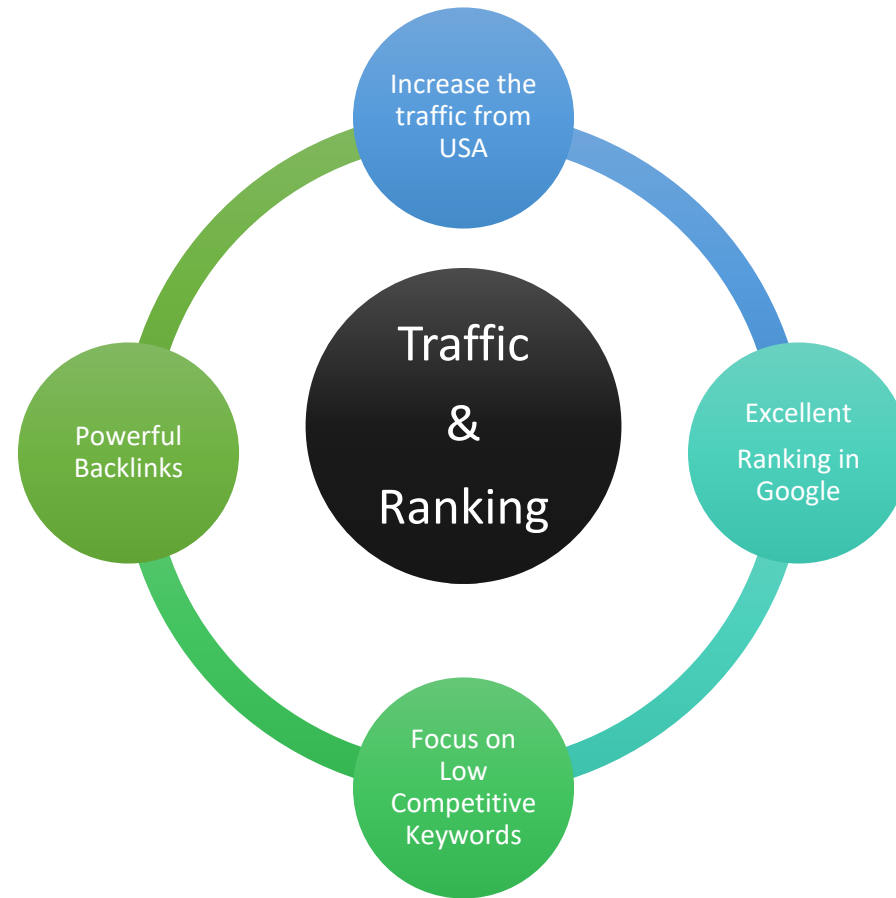 Increase the
traffic from
USA
Traffic
&
Ranking
Excellent
Ranking in
Google
Focus on
Low
Competitive
Keywords
Powerful
Backlinks